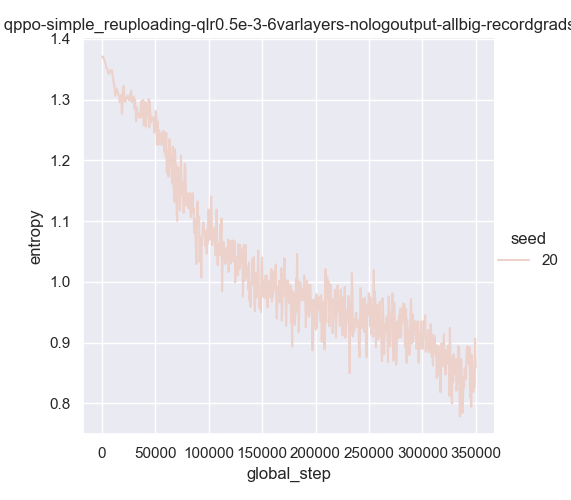 qppo-simple_reuploading-qlr0.5e-3-6varlayers-nologoutput-allbig-recordgrads
1.4
1.3
1.2
1.1
1.0
0.9
0.8
entropy
0 50000 100000 150000 200000 250000 300000 350000
global_step
seed
20